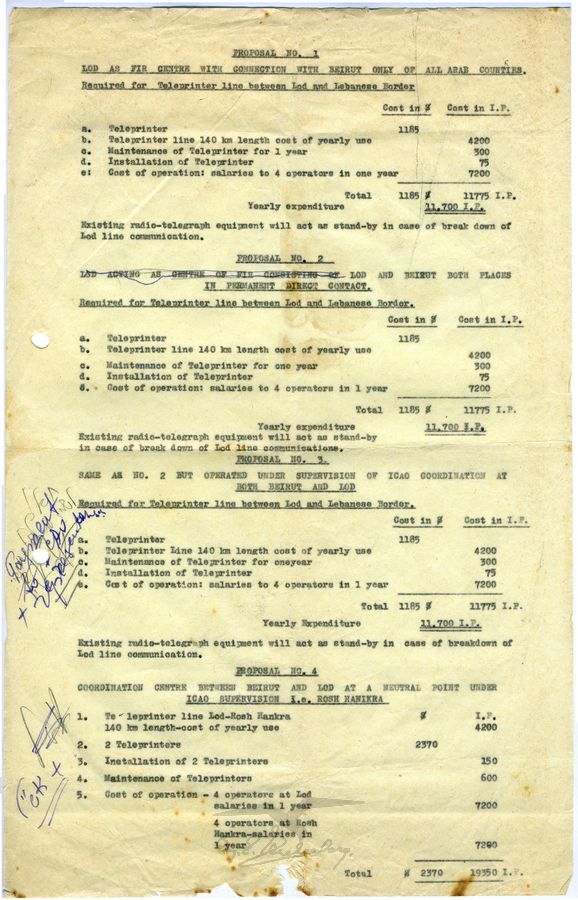 PROPOSAL NO. 1
LOD AS FIR CENTRE WITH CONNECTION WITH BEIRUT ONLY OF ALL ARAB COUNTIES.
Required for Teleprinter line between Lod and Lebanese Border
Cost in $ Cost in I.P.
a. Teleprinter 1185
b. Teleprinter line 140 km length cost of yearly use 4200
c. Maintenance of Teleprinter for 1 year 300
d. Installation of Teleprinter 75
e: Cost of operation: salaries to 4 operators in one year 7200
Total 1185 $ 11775 I.P.
Yearly expenditure 11,700 I.P.
Existing radio-telegraph equipment will act as stand-by in case of break down of
Lod line communication.
PROPOSAL NO. 2
LOD ACTING AS CENTRE OF FIR CONSISTING OF LOD AND BEIRUT BOTH PLACES
IN PERMANENT DIRECT CONTACT.
Required for Teleprinter line between Lod and Lebanese Border.
Cost in $ Cost in I.P.
a. Teleprinter 1185
b. Teleprinter line 140 km length cost of yearly use 4200
c. Maintenance of Teleprinter for one year 300
d. Installation of Teleprinter 75
6. Cost of operation: salaries to 4 operators in 1 year 7200
Total 1185 $ 11775 I.P.
Yearly expenditure 11,700 I.P.
Existing radio-telegraph equipment will act as stand-by
in case of break down of Lod line communications.
PROPOSAL NO. 3.
SAME AS NO. 2 BUT OPERATED UNDER SUPERVISION OF ICAO COORDINATION AT
BOTH BEIRUT AND LOD
Required for Teleprinter line between Lod and Lebanese Border.
Cost in $ Cost in I.P.
a. Teleprinter 1185
b. Teleprinter Line 140 km length cost of yearly use 4200
c. Maintenance of Teleprinter for oneyear 300
d. Installation of Teleprinter 75
e. Cost of operation: salaries to 4 operators in 1 year 7200
Total 1185 $ 11775 I.P.
Yearly Expenditure 11,700 I.P.
Existing radio-telegraph equipment will act as stand-by in case of breakdown of
Lod line communication.
PROPOSAL NO. 4
COORDINATION CENTRE BETWEEN BEIRUT AND LOD AT A NEUTRAL POINT UNDER
ICAO SUPERVISION I.e. ROSH HANIKRA
1. Te leprinter line Lod-Rosh Hankra $ I.P.
140 km length-cost of yearly use 4200
2. 2 Teleprinters 2370
3. Installation of 2 Teleprinters 150
4. Maintenance of Teleprinters 600
5. Cost of operation - 4 operators at Lod
salaries in 1 year 7200
4 operators at Rosh
Hankra-salaries in
1 year 7200
Total $ 2370 19350 I.P.
"OK"